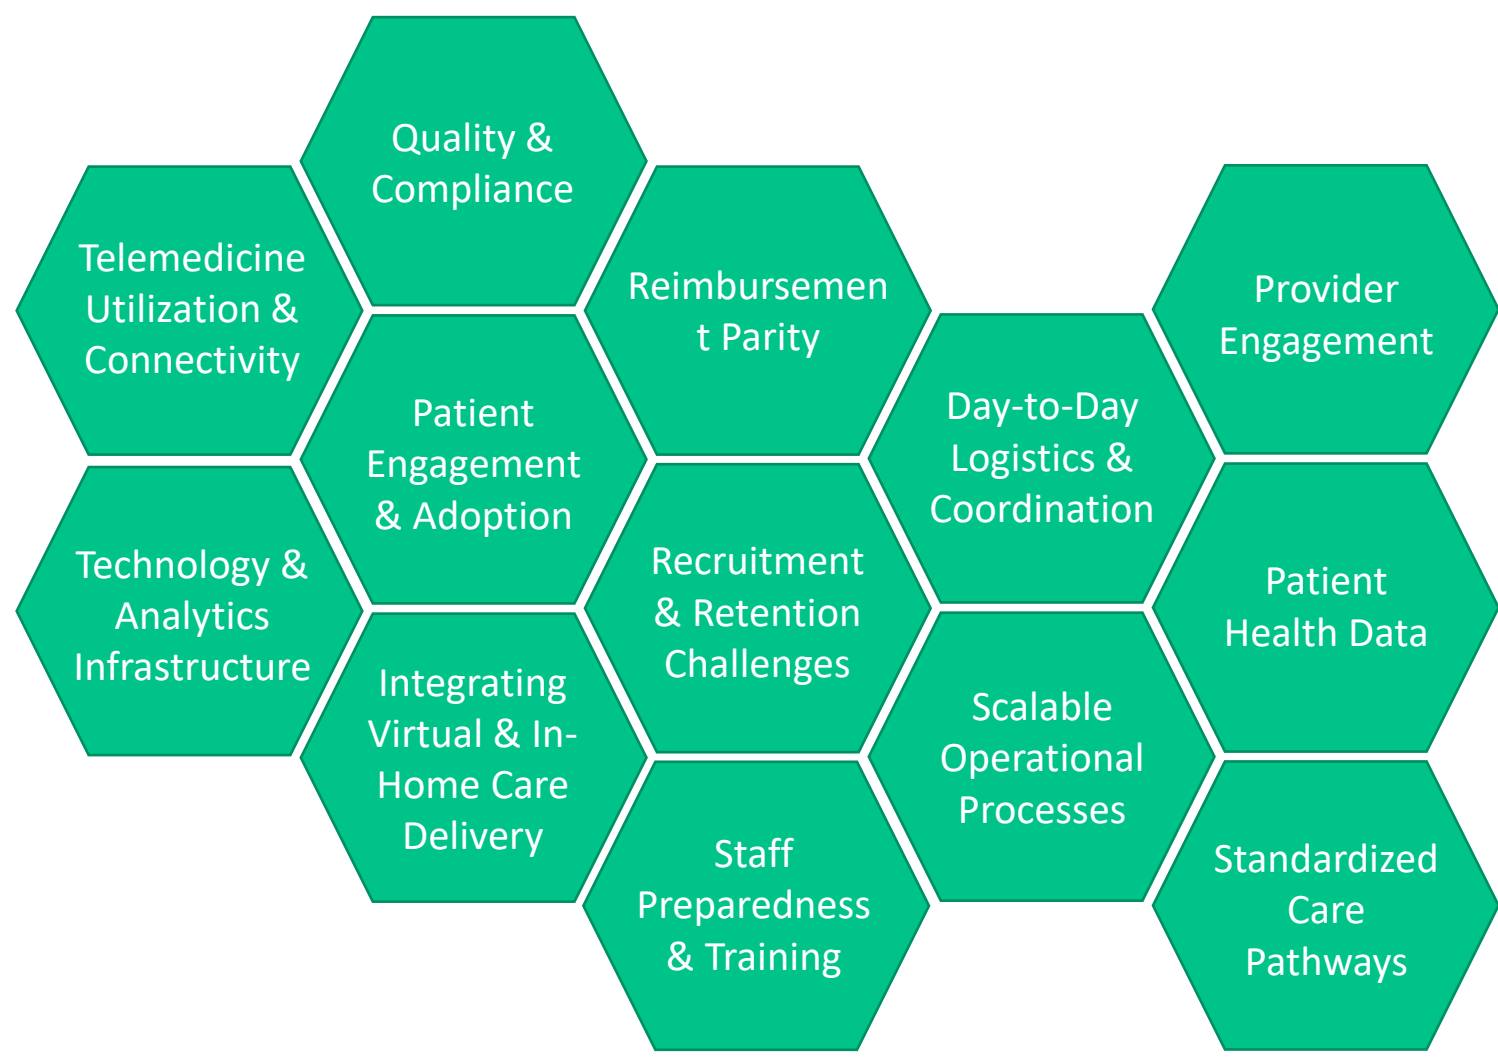 Quality &
Compliance
Telemedicine
Utilization &
Connectivity
Reimbursemen
t Parity
Provider
Engagement
Patient
Engagement
& Adoption
Day-to-Day
Logistics &
Coordination
Technology &
Analytics
Infrastructure
Recruitment
& Retention
Challenges
Patient
Health Data
Integrating
Virtual & In-
Home Care
Delivery
Scalable
Operational
Processes
Staff
Preparedness
& Training
Standardized
Care
Pathways